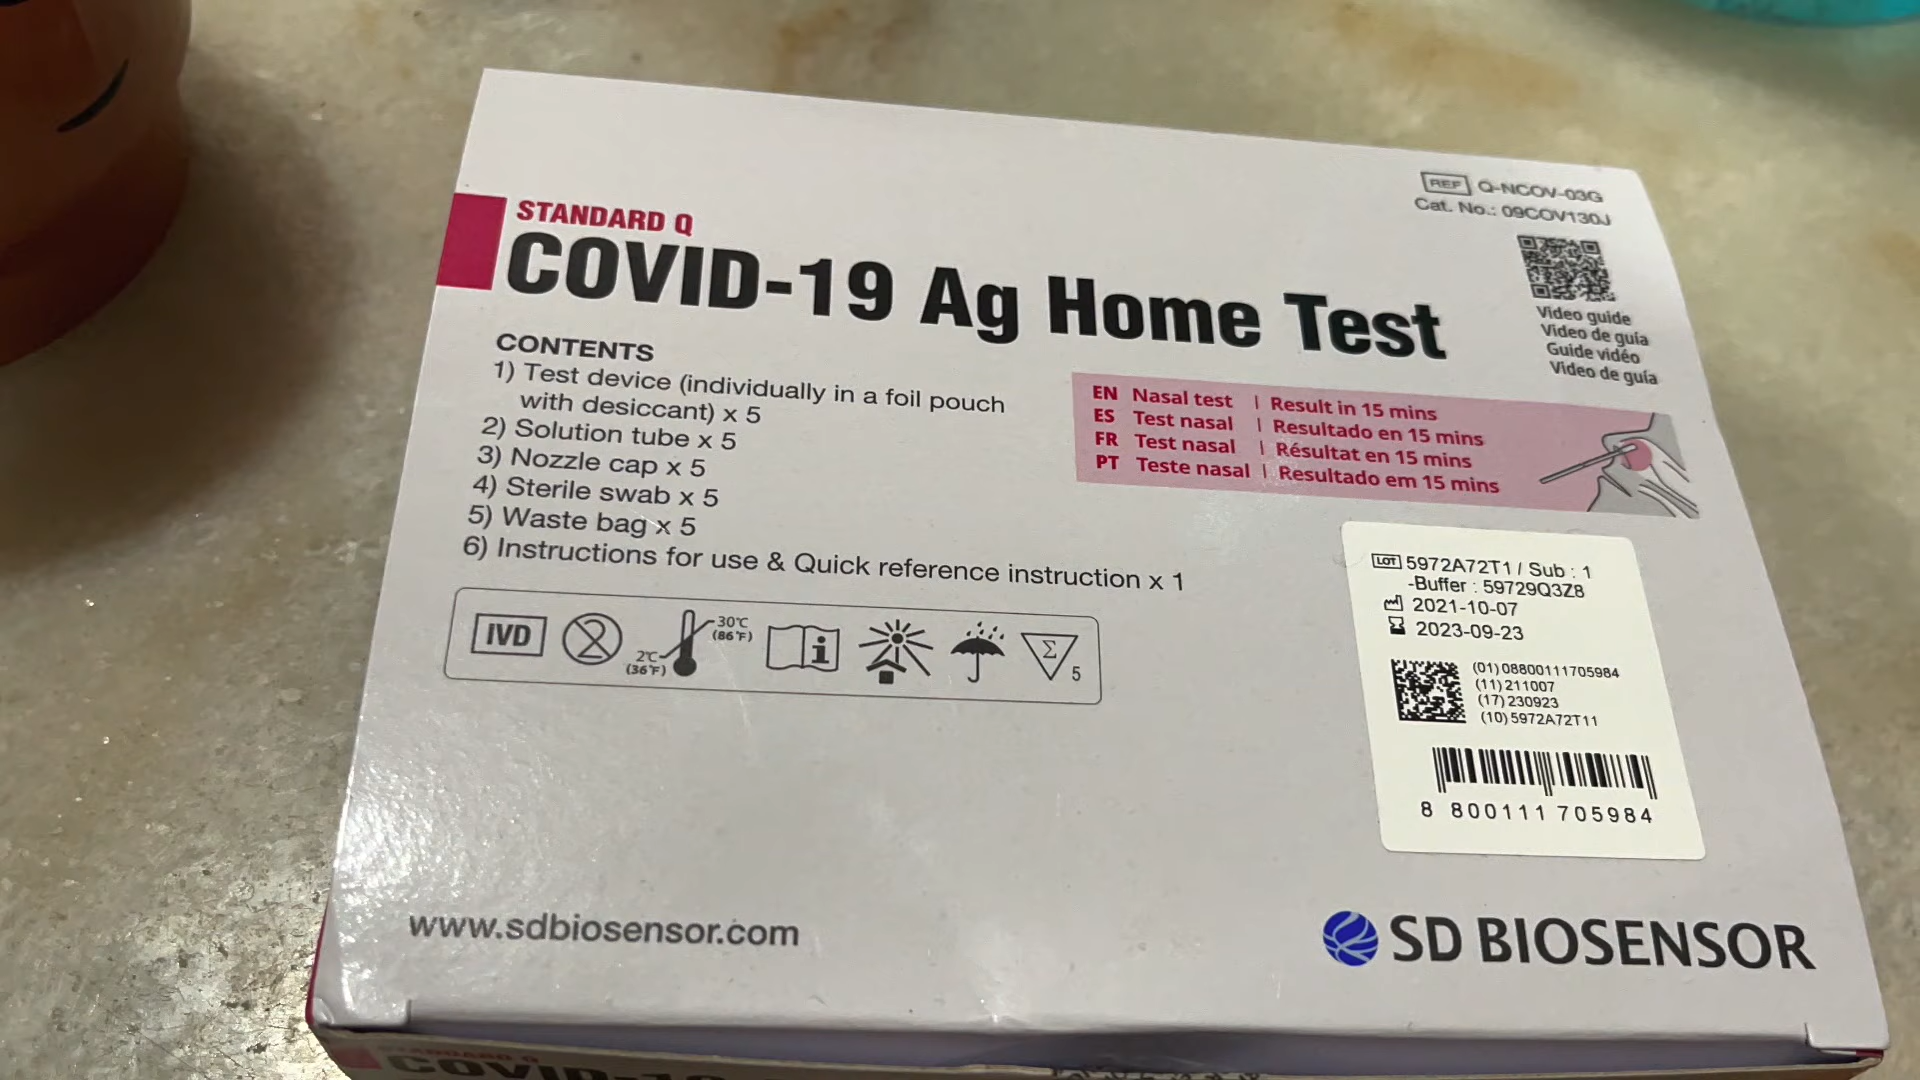 REF Q-NCOV-03G
Cat. No.: 09COV130J
STANDARD Q
COVID-19 Ag Home Test
Video guide
Video de guía
Guide vidéo
Video de guía
CONTENTS
1) Test device (individually in a foil pouch
with desiccant) x 5
2) Solution tube x 5
3) Nozzle cap x 5
4) Sterile swab x 5
5) Waste bag x 5
6) Instructions for use & Quick reference instruction x 1
EN Nasal test | Result in 15 mins
ES Test nasal | Resultado en 15 mins
FR Test nasal | Résultat en 15 mins
PT Teste nasal | Resultado em 15 mins
IVD
2
2℃
(36℉)
30℃
(86℉)
i
Σ
5
LOT 5972A72T1 / Sub : 1
-Buffer : 59729Q3Z8
2021-10-07
2023-09-23
(01)08800111705984
(11)211007
(17)230923
(10)5972A72T11
8 800111 705984
www.sdbiosensor.com
SD BIOSENSOR
STANDARD Q
COVID-19